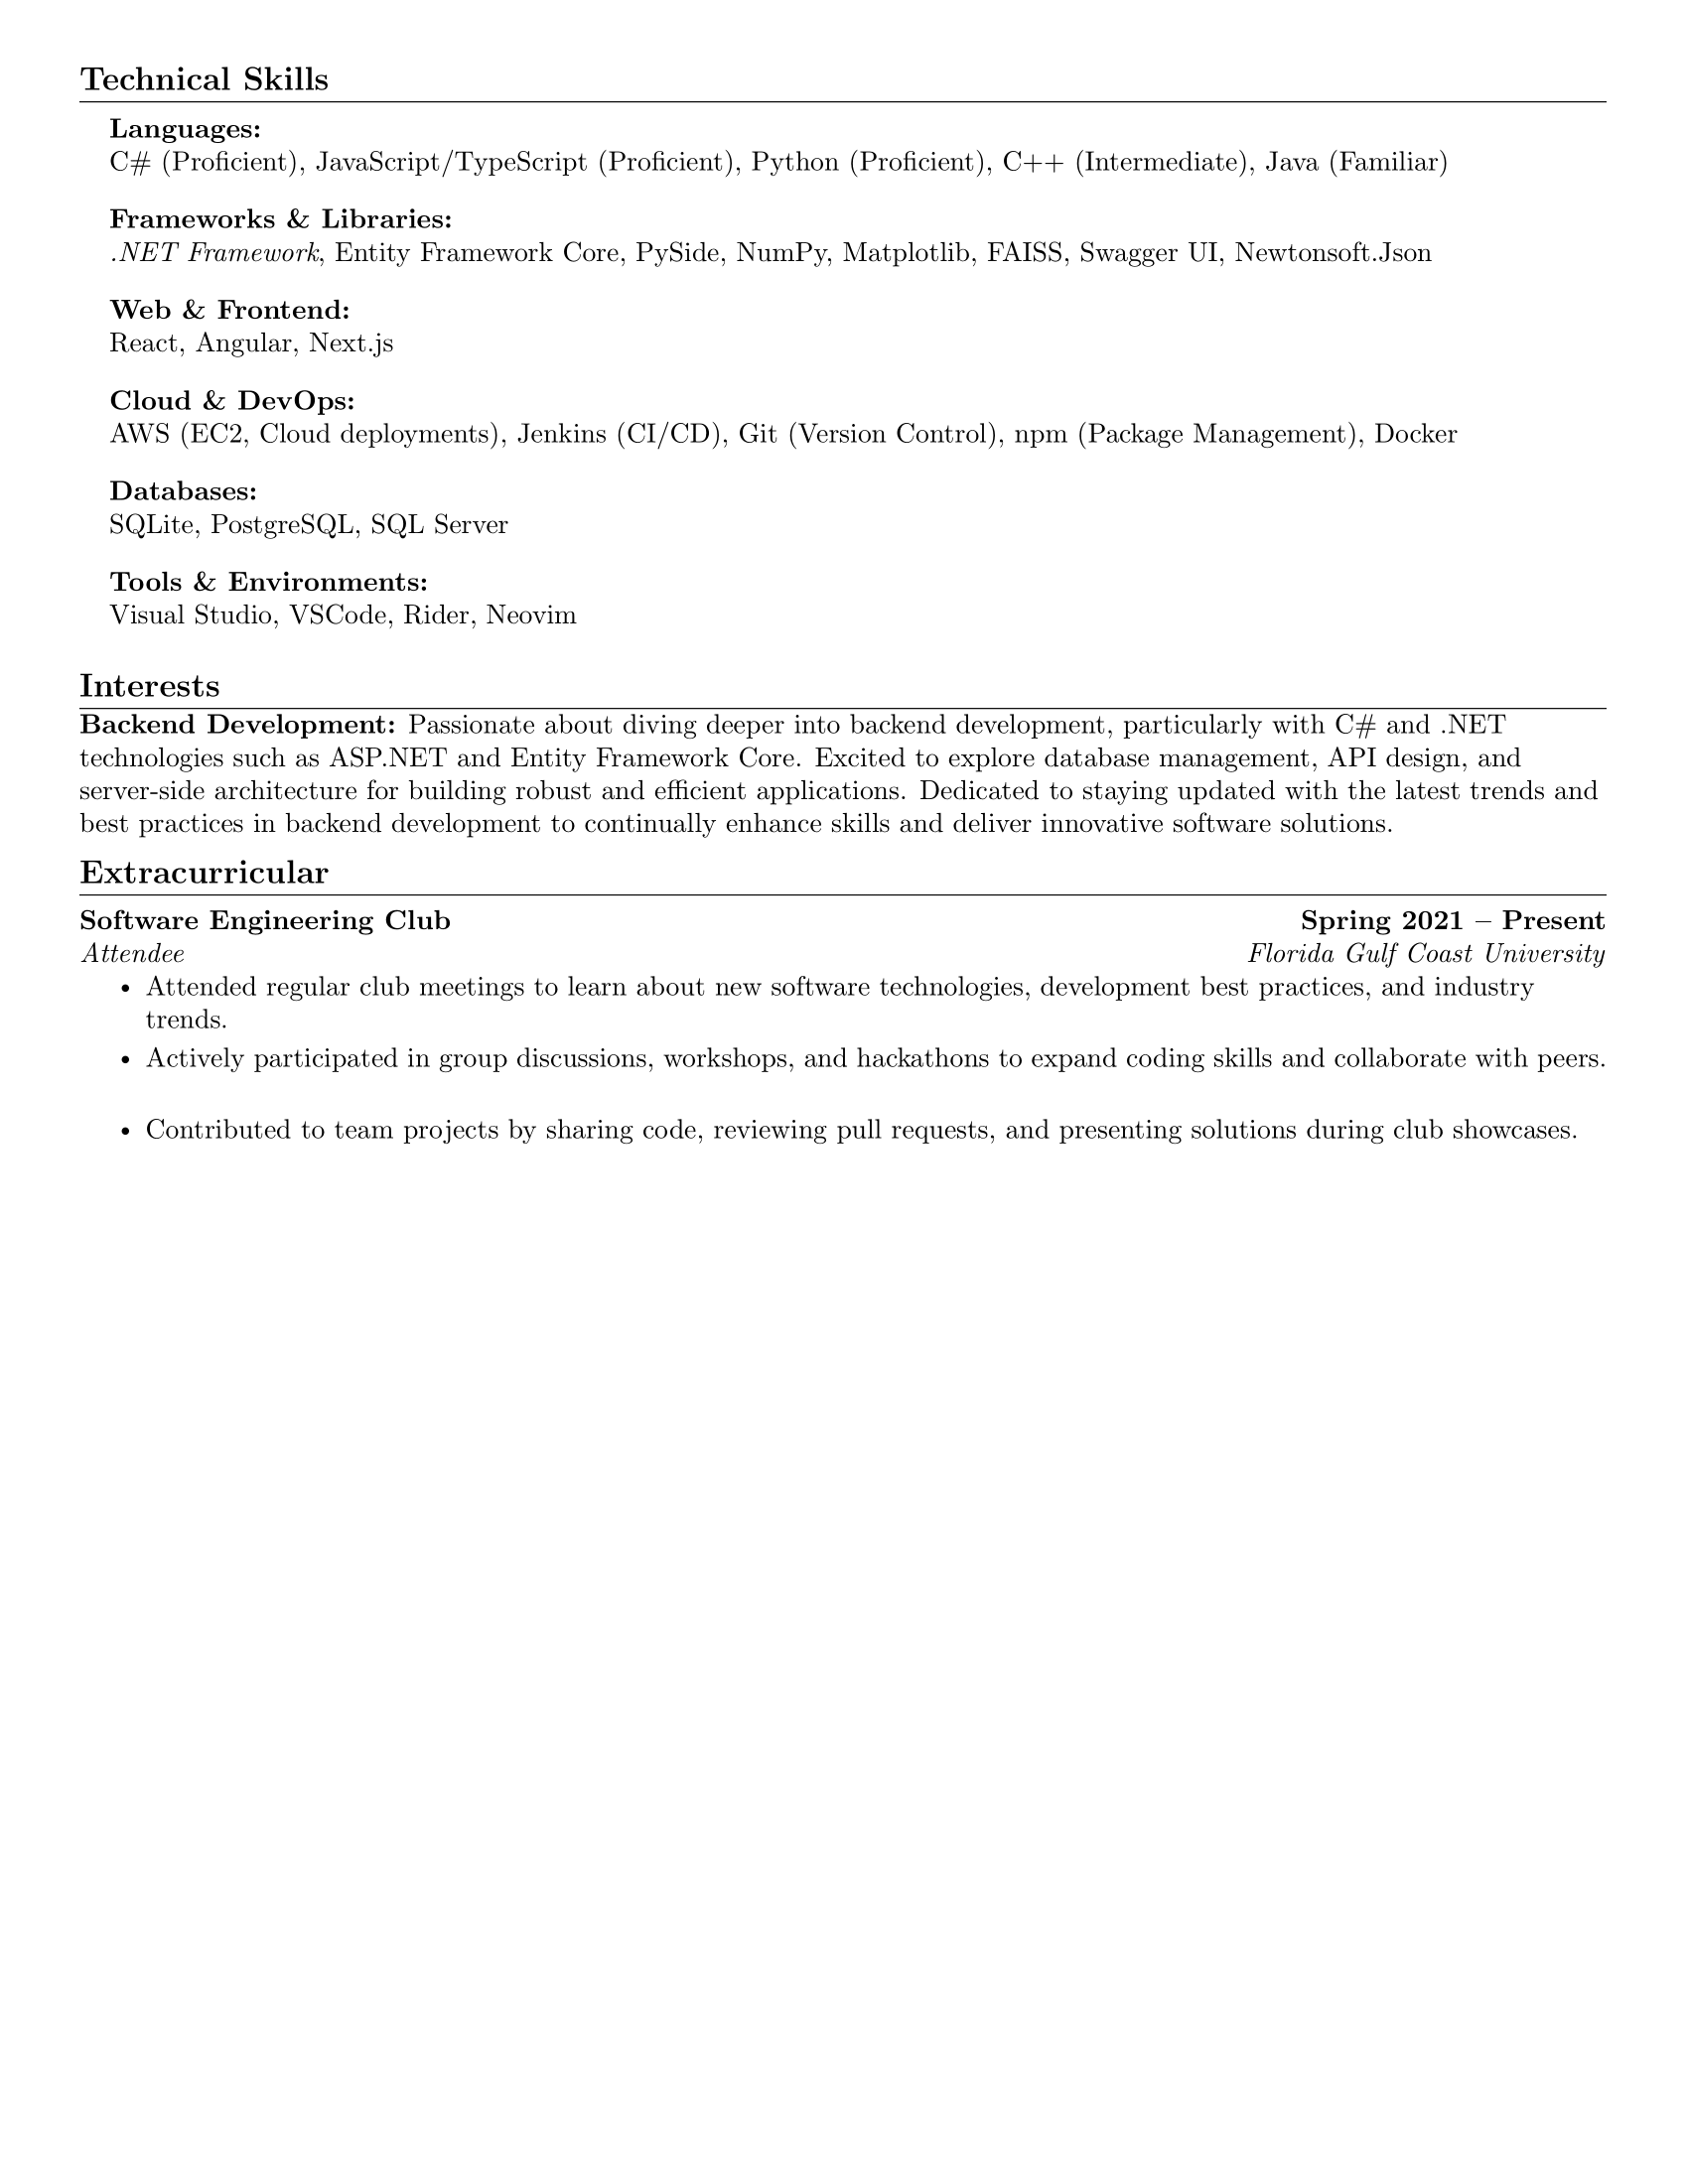 Technical Skills
Languages:
C# (Proficient), JavaScript/TypeScript (Proficient), Python (Proficient), C++ (Intermediate), Java (Familiar)
Frameworks & Libraries:
.NET Framework, Entity Framework Core, PySide, NumPy, Matplotlib, FAISS, Swagger UI, Newtonsoft.Json
Web & Frontend:
React, Angular, Next.js
Cloud & DevOps:
AWS (EC2, Cloud deployments), Jenkins (CI/CD), Git (Version Control), npm (Package Management), Docker
Databases:
SQLite, PostgreSQL, SQL Server
Tools & Environments:
Visual Studio, VSCode, Rider, Neovim
Interests
Backend Development: Passionate about diving deeper into backend development, particularly with C# and .NET
technologies such as ASP.NET and Entity Framework Core. Excited to explore database management, API design, and
server-side architecture for building robust and efficient applications. Dedicated to staying updated with the latest trends and
best practices in backend development to continually enhance skills and deliver innovative software solutions.
Extracurricular
Software Engineering Club Spring 2021 – Present
Attendee Florida Gulf Coast University
• Attended regular club meetings to learn about new software technologies, development best practices, and industry
trends.
• Actively participated in group discussions, workshops, and hackathons to expand coding skills and collaborate with peers.
• Contributed to team projects by sharing code, reviewing pull requests, and presenting solutions during club showcases.